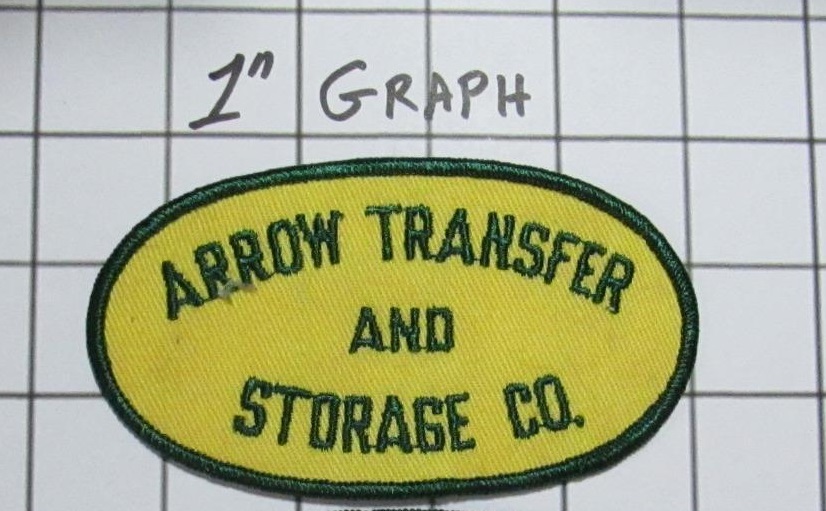 1" GRAPH
ARROW TRANSFER
AND
STORAGE CO.